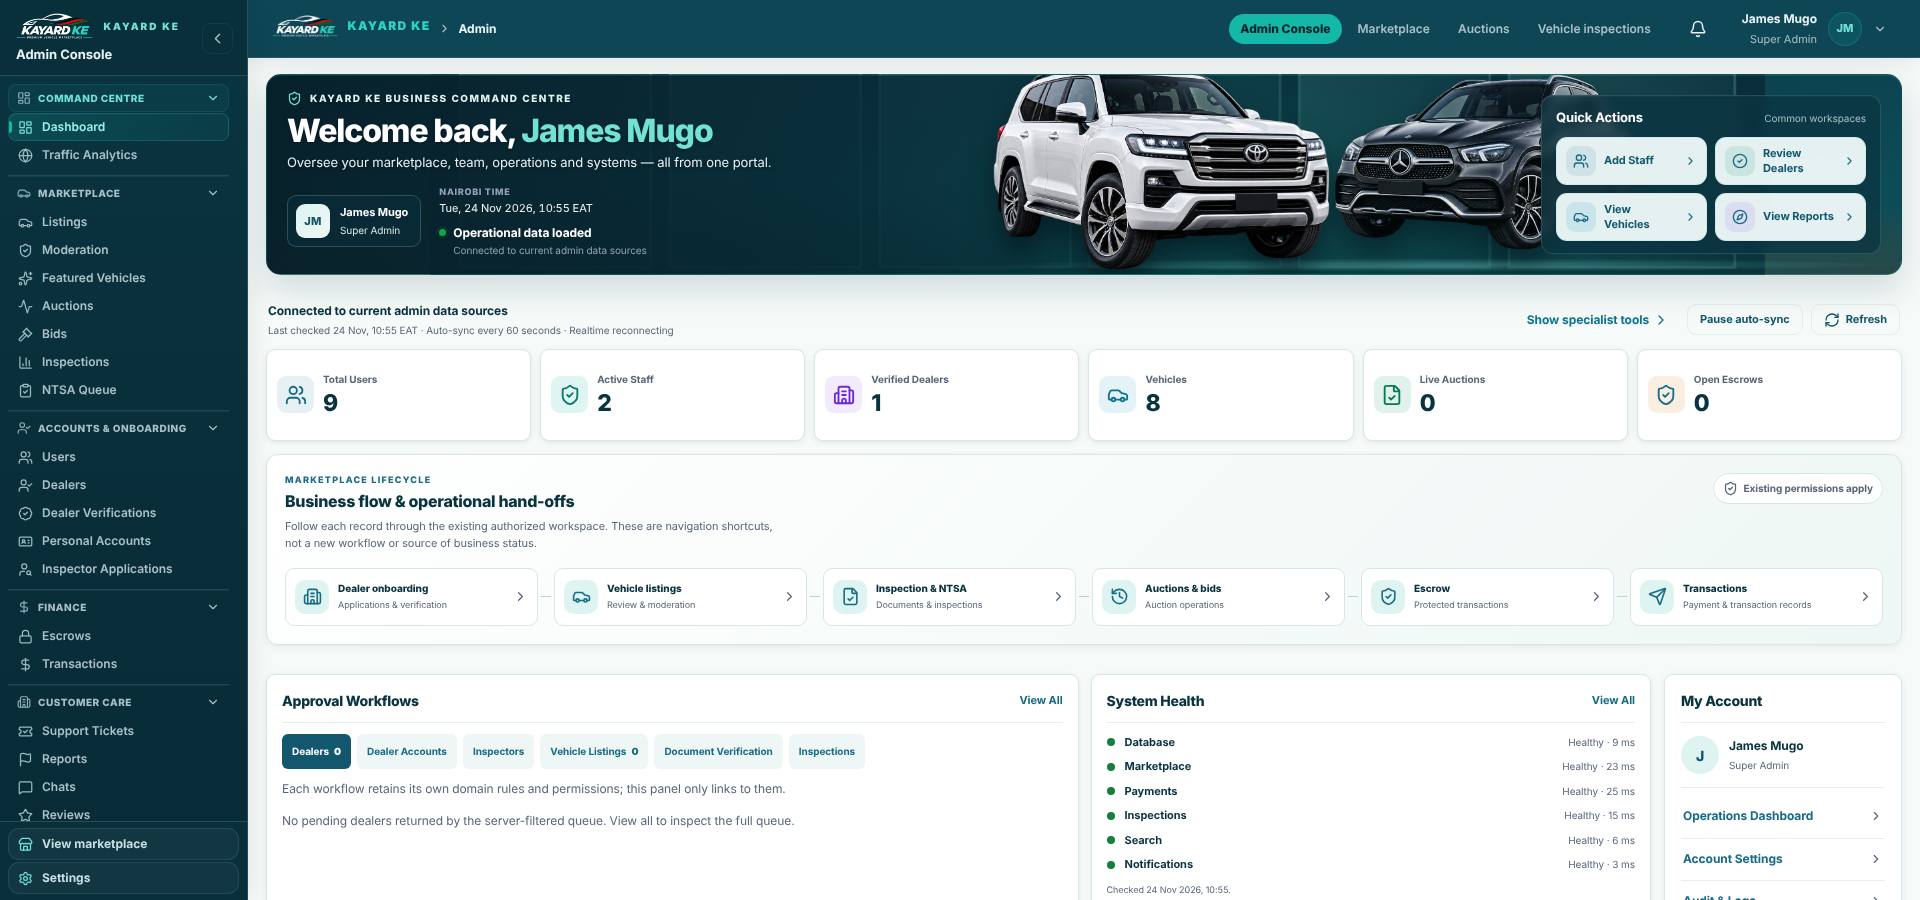 KAYARD KE
KAYARD KE
Admin Console
COMMAND CENTRE
Dashboard
Traffic Analytics
MARKETPLACE
Listings
Moderation
Featured Vehicles
Auctions
Bids
Inspections
NTSA Queue
ACCOUNTS & ONBOARDING
Users
Dealers
Dealer Verifications
Personal Accounts
Inspector Applications
FINANCE
Escrows
Transactions
CUSTOMER CARE
Support Tickets
Reports
Chats
Reviews
View marketplace
Settings
KAYARD KE
KAYARD KE
Admin
Admin Console
Marketplace
Auctions
Vehicle inspections
James Mugo
Super Admin
JM
KAYARD KE BUSINESS COMMAND CENTRE
Welcome back, James Mugo
Oversee your marketplace, team, operations and systems — all from one portal.
JM
James Mugo
Super Admin
NAIROBI TIME
Tue, 24 Nov 2026, 10:55 EAT
Operational data loaded
Connected to current admin data sources
Quick Actions
Common workspaces
Add Staff
Review
Dealers
View
Vehicles
View Reports
Connected to current admin data sources
Last checked 24 Nov, 10:55 EAT · Auto-sync every 60 seconds · Realtime reconnecting
Show specialist tools
Pause auto-sync
Refresh
Total Users
9
Active Staff
2
Verified Dealers
1
Vehicles
8
Live Auctions
0
Open Escrows
0
MARKETPLACE LIFECYCLE
Business flow & operational hand-offs
Follow each record through the existing authorized workspace. These are navigation shortcuts,
not a new workflow or source of business status.
Existing permissions apply
Dealer onboarding
Applications & verification
Vehicle listings
Review & moderation
Inspection & NTSA
Documents & inspections
Auctions & bids
Auction operations
Escrow
Protected transactions
Transactions
Payment & transaction records
Approval Workflows
View All
Dealers 0
Dealer Accounts
Inspectors
Vehicle Listings 0
Document Verification
Inspections
Each workflow retains its own domain rules and permissions; this panel only links to them.
No pending dealers returned by the server-filtered queue. View all to inspect the full queue.
System Health
View All
Database
Healthy · 9 ms
Marketplace
Healthy · 23 ms
Payments
Healthy · 25 ms
Inspections
Healthy · 15 ms
Search
Healthy · 6 ms
Notifications
Healthy · 3 ms
Checked 24 Nov 2026, 10:55.
My Account
J
James Mugo
Super Admin
Operations Dashboard
Account Settings
Audit & Logs